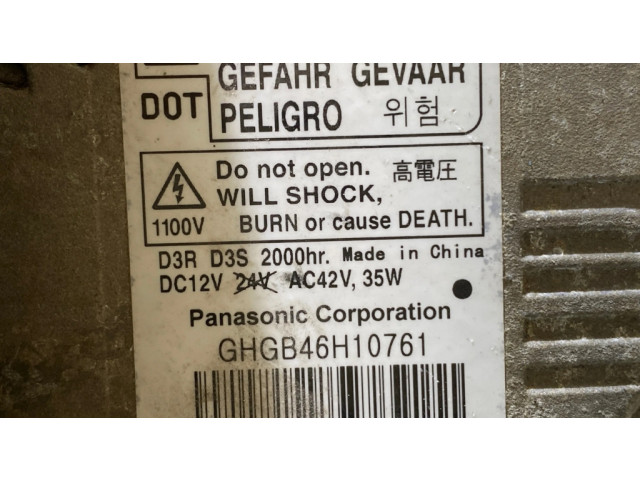 GEFAHR GEVAAR
DOT PELIGRO 위험
Do not open. 高電圧
WILL SHOCK,
1100V BURN or cause DEATH.
D3R D3S 2000hr. Made in China
DC12V 24V AC42V, 35W
Panasonic Corporation
GHGB46H10761